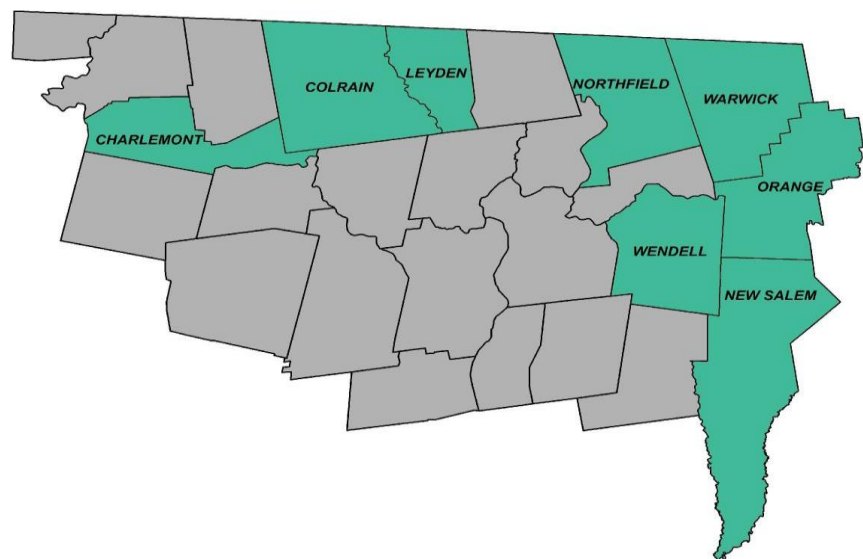 COLRAIN
LEYDEN
NORTHFIELD
WARWICK
CHARLEMONT
ORANGE
WENDELL
NEW SALEM